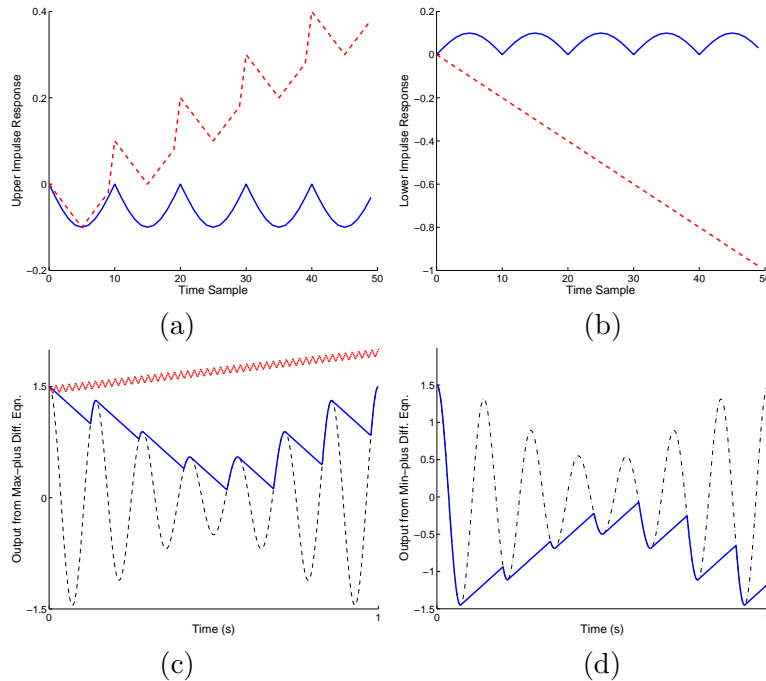 0.4
0.2
0
−0.2
0 10 20 30 40 50
Time Sample
Upper Impulse Response
(a)
0.2
0
−0.2
−0.4
−0.6
−0.8
−1
0 10 20 30 40 50
Time Sample
Lower Impulse Response
(b)
1.5
0
−1.5
0 1
Time (s)
Output from Max−plus Diff. Eqn.
(c)
1.5
1
0.5
0
−0.5
−1
−1.5
0
Time (s)
Output from Min−plus Diff. Eqn.
(d)